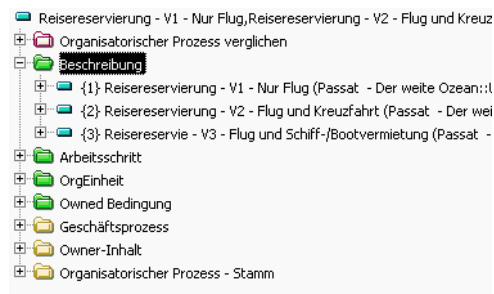 Reisereservierung - V1 - Nur Flug,Reisereservierung - V2 - Flug und Kreuz
Organisatorischer Prozess verglichen
Beschreibung
{1} Reisereservierung - V1 - Nur Flug (Passat - Der weite Ozean::
{2} Reisereservierung - V2 - Flug und Kreuzfahrt (Passat - Der wei
{3} Reisereservie - V3 - Flug und Schiff-/Bootvermietung (Passat -
Arbeitsschritt
OrgEinheit
Owned Bedingung
Geschäftsprozess
Owner-Inhalt
Organisatorischer Prozess - Stamm